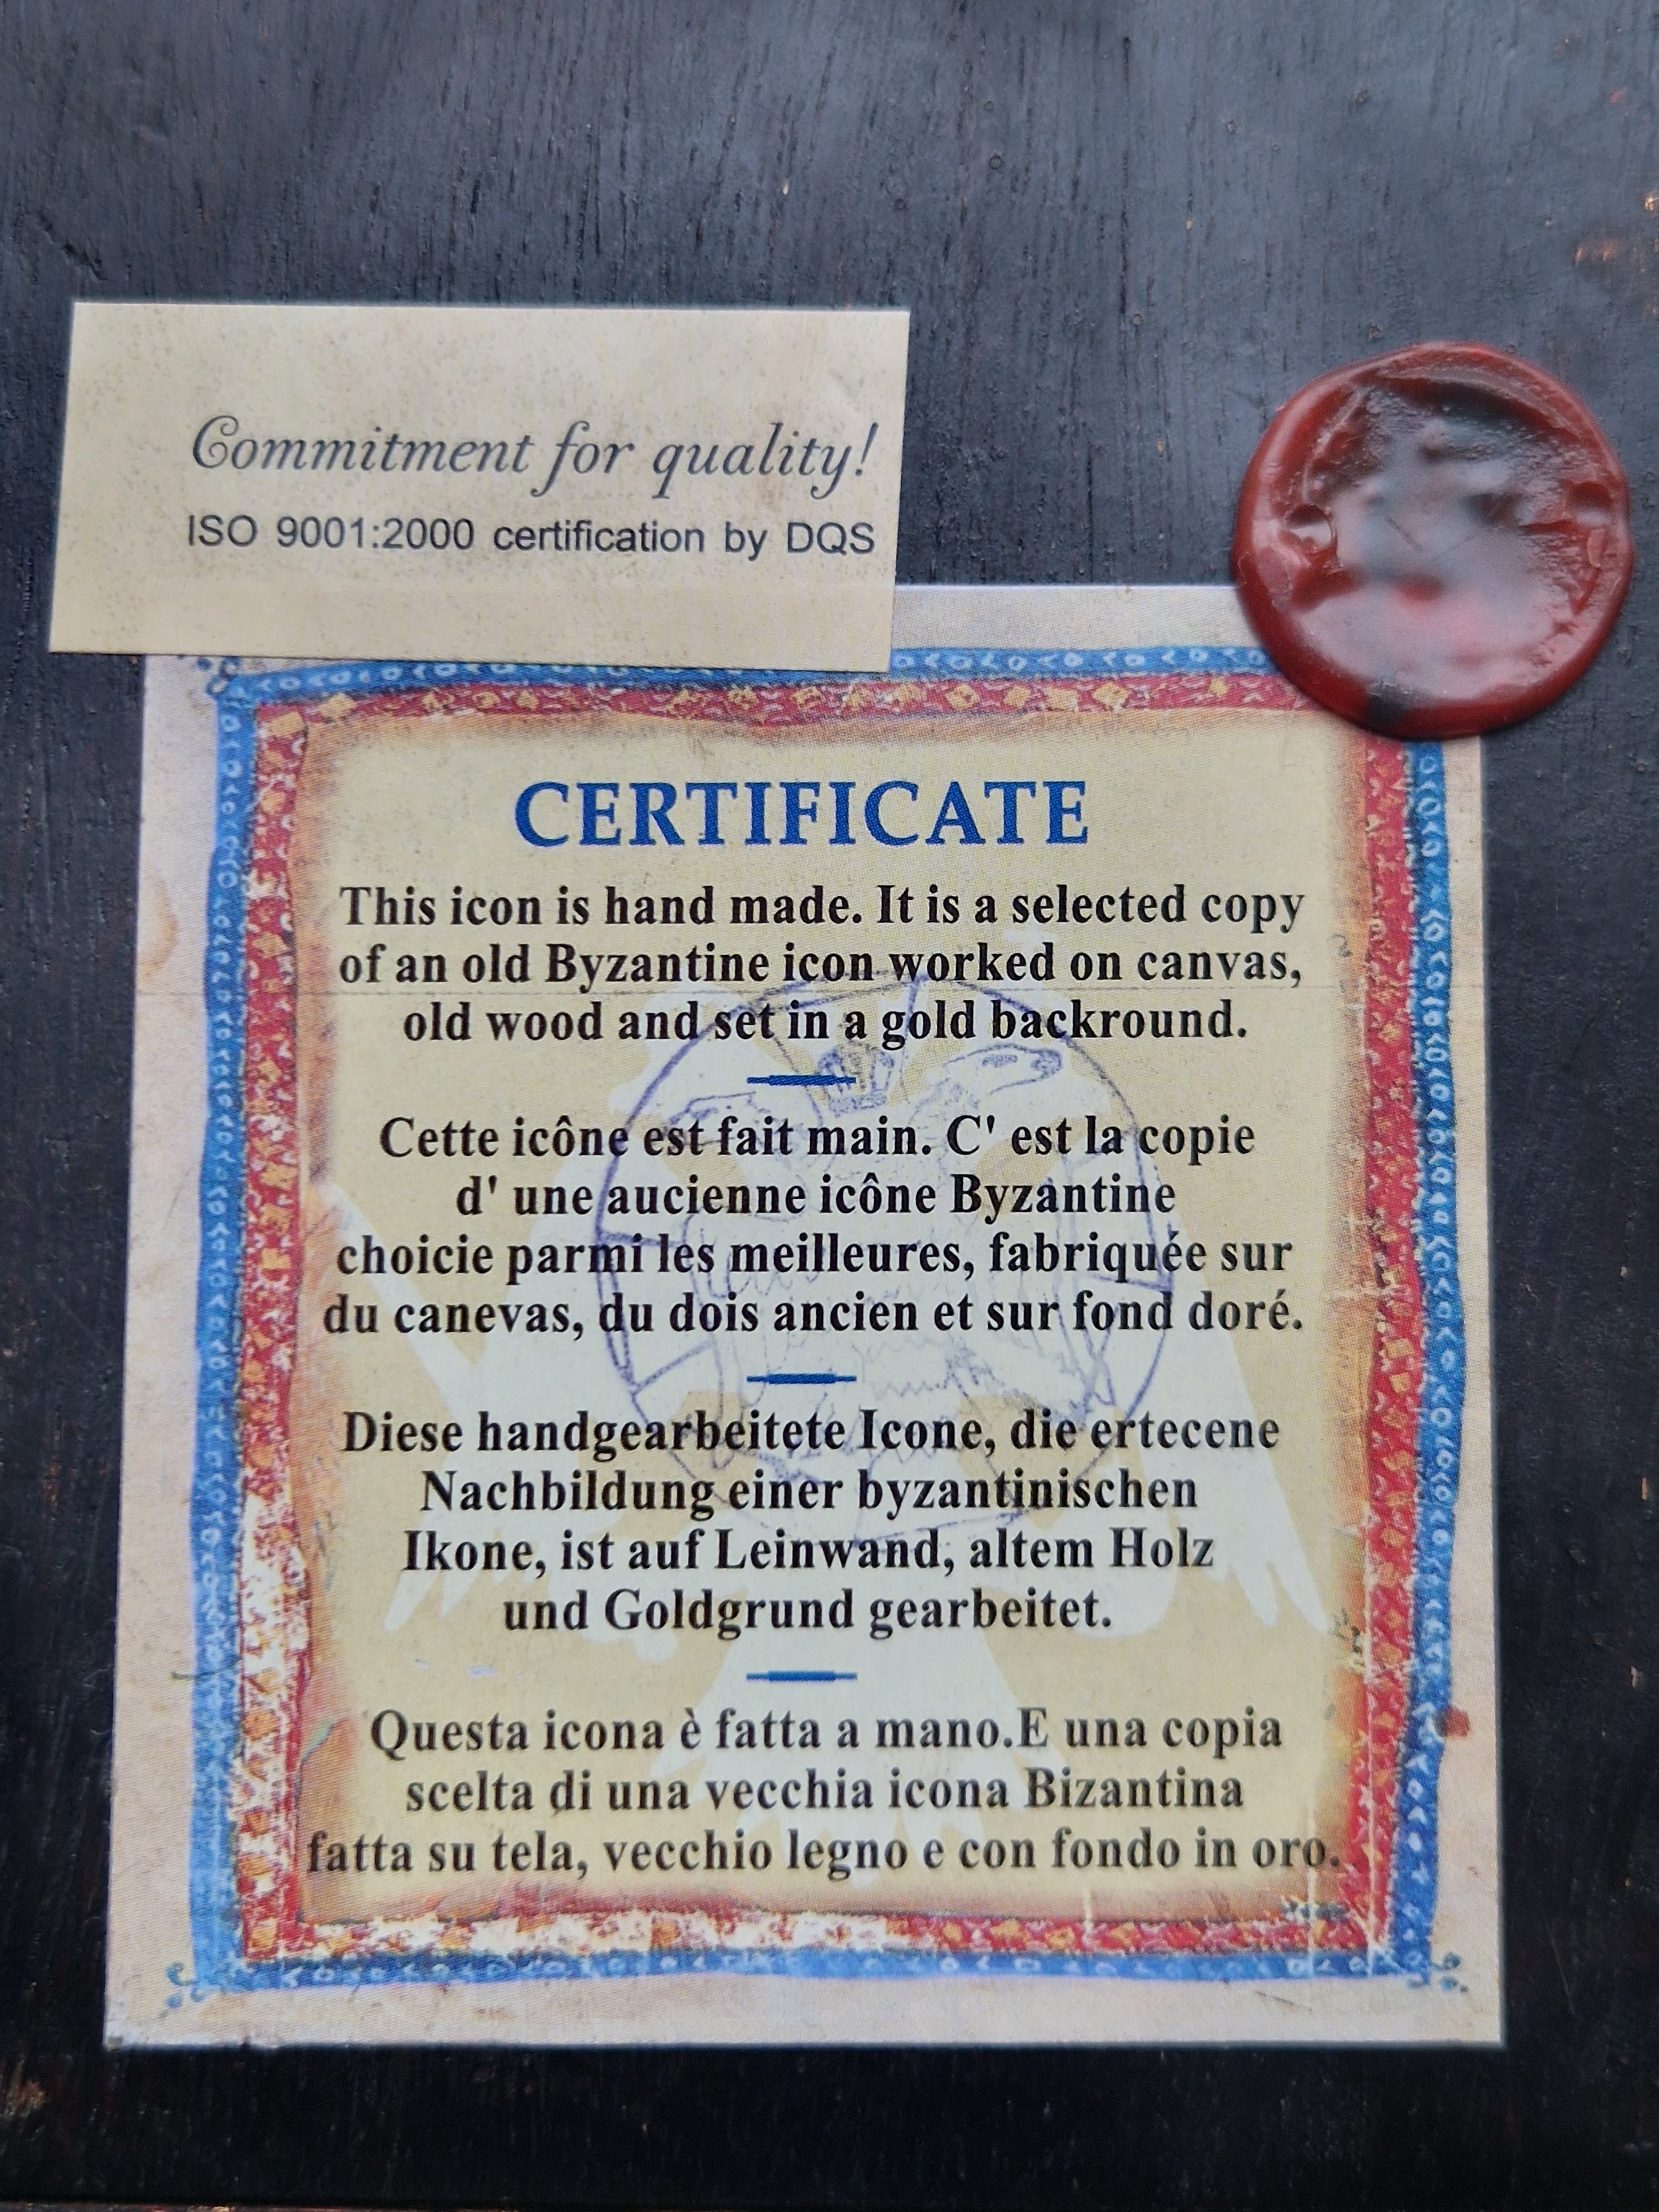 Commitment for quality!
ISO 9001:2000 certification by DQS
CERTIFICATE
This icon is hand made. It is a selected copy
of an old Byzantine icon worked on canvas,
old wood and set in a gold backround.
Cette icône est fait main. C' est la copie
d' une aucienne icône Byzantine
choicie parmi les meilleures, fabriquée sur
du canevas, du dois ancien et sur fond doré.
Diese handgearbeitete Icone, die ertecene
Nachbildung einer byzantinischen
Ikone, ist auf Leinwand, altem Holz
und Goldgrund gearbeitet.
Questa icona è fatta a mano.E una copia
scelta di una vecchia icona Bizantina
fatta su tela, vecchio legno e con fondo in oro.